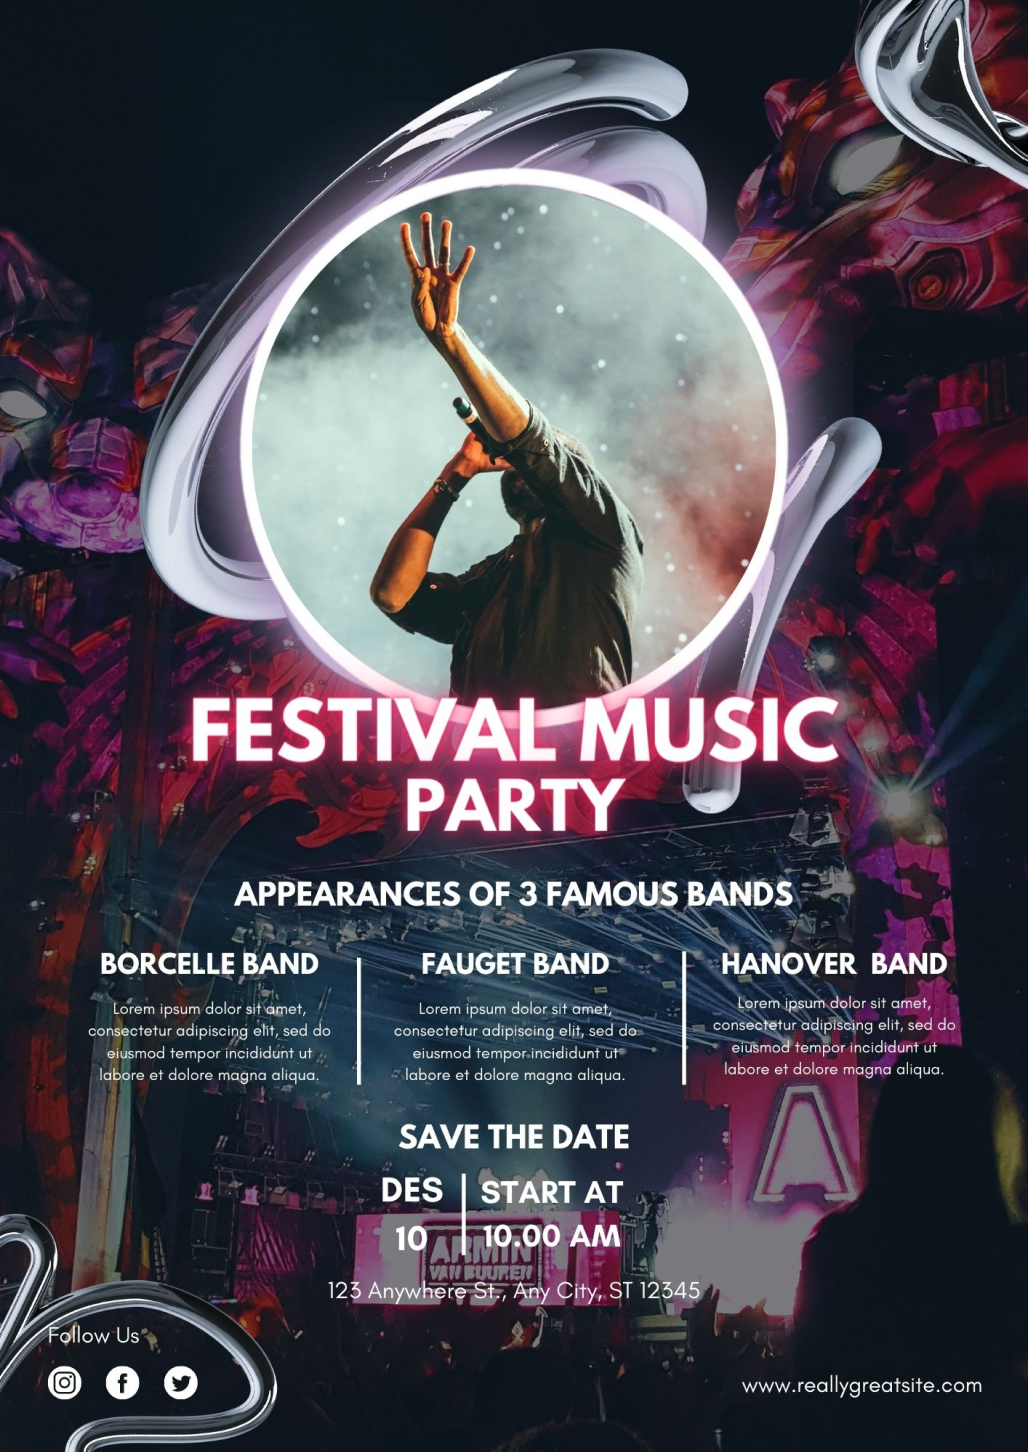 FESTIVAL MUSIC
PARTY
APPEARANCES OF 3 FAMOUS BANDS
BORCELLE BAND
Lorem ipsum dolor sit amet,
consectetur adipiscing elit, sed do
eiusmod tempor incididunt ut
labore et dolore magna aliqua.
FAUGET BAND
Lorem ipsum dolor sit amet,
consectetur adipiscing elit, sed do
eiusmod tempor incididunt ut
labore et dolore magna aliqua.
HANOVER BAND
Lorem ipsum dolor sit amet,
consectetur adipiscing elit, sed do
eiusmod tempor incididunt ut
labore et dolore magna aliqua.
A
SAVE THE DATE
DES
10
START AT
10.00 AM
ARMIN
VAN BUUREN
123 Anywhere St., Any City, ST 12345
Follow Us
www.reallygreatsite.com